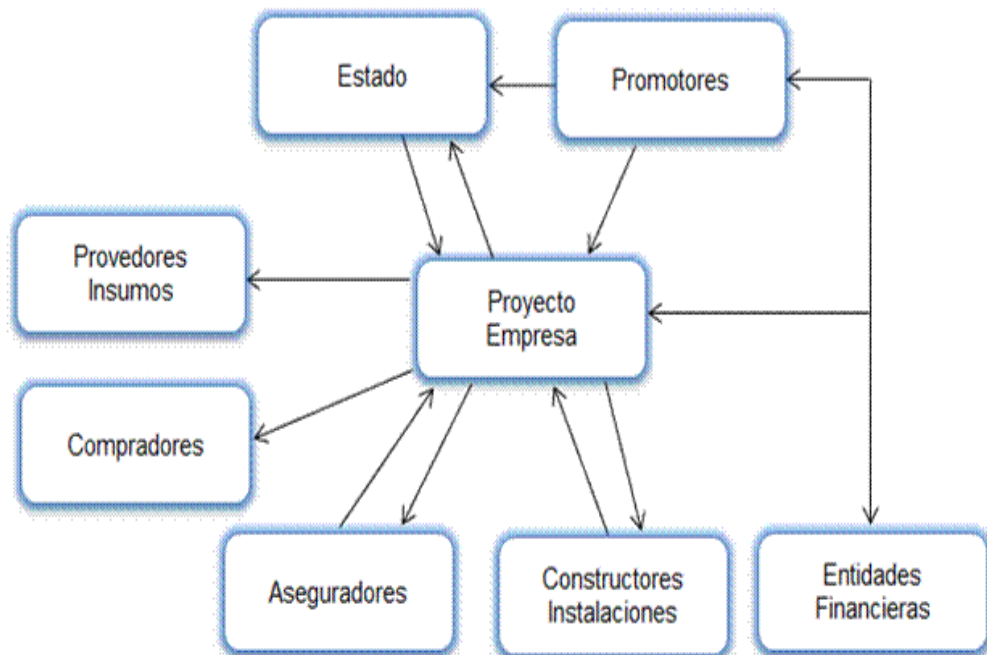 Estado
Promotores
Provedores
Insumos
Proyecto
Empresa
Compradores
Aseguradores
Constructores
Instalaciones
Entidades
Financieras